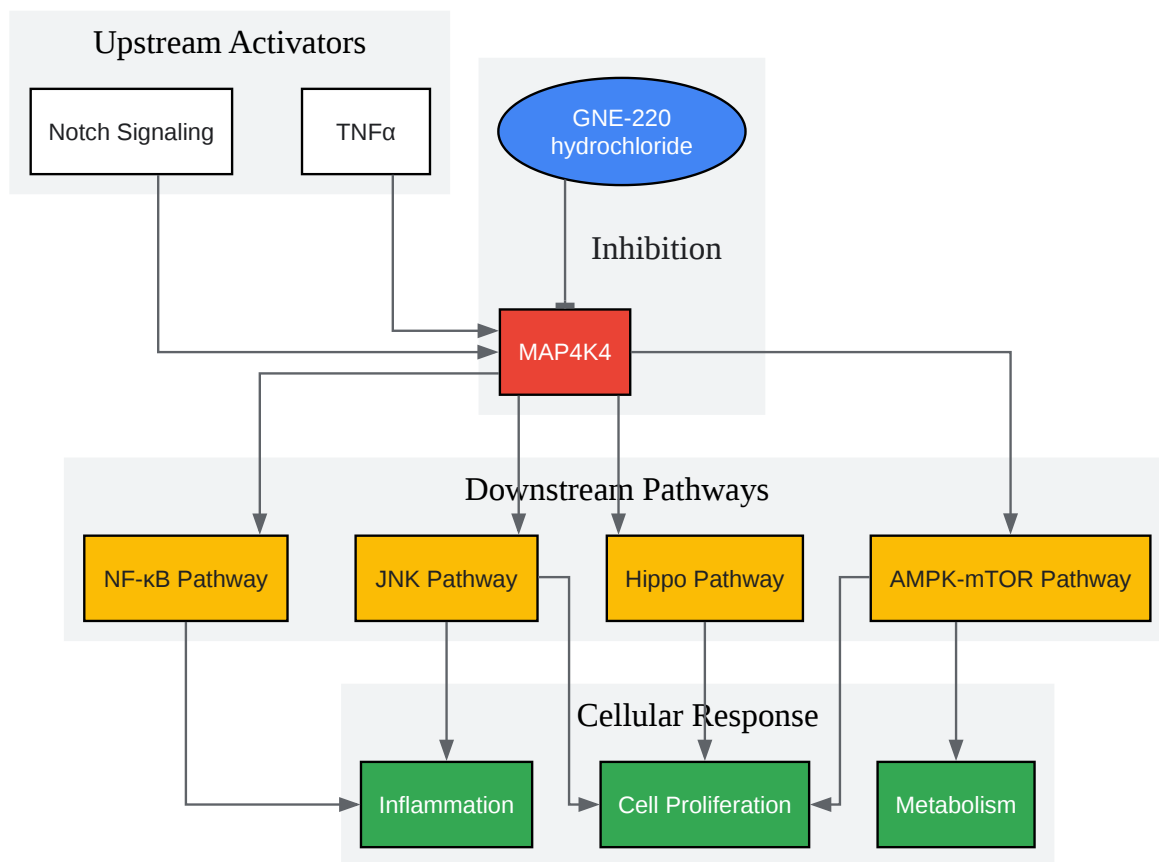 Upstream Activators
Notch Signaling
TNFα
GNE-220
hydrochloride
Inhibition
MAP4K4
Downstream Pathways
NF-κB Pathway
JNK Pathway
Hippo Pathway
AMPK-mTOR Pathway
Cellular Response
Inflammation
Cell Proliferation
Metabolism